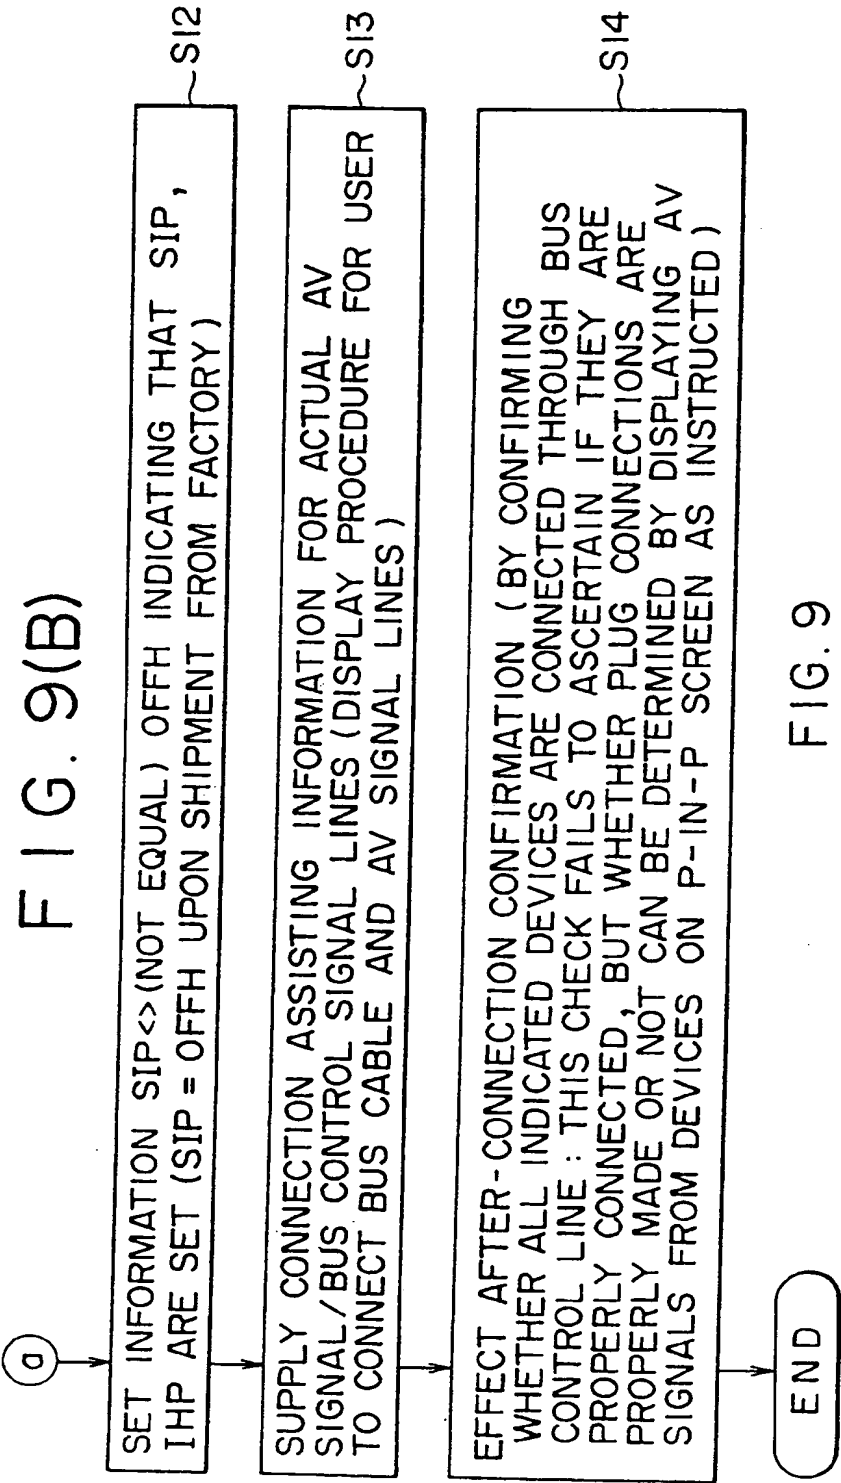 FIG. 9(B)
a
SET INFORMATION SIP<>(NOT EQUAL) OFFH INDICATING THAT SIP,
IHP ARE SET (SIP = OFFH UPON SHIPMENT FROM FACTORY)
S12
SUPPLY CONNECTION ASSISTING INFORMATION FOR ACTUAL AV
SIGNAL/BUS CONTROL SIGNAL LINES (DISPLAY PROCEDURE FOR USER
TO CONNECT BUS CABLE AND AV SIGNAL LINES)
S13
EFFECT AFTER-CONNECTION CONFIRMATION (BY CONFIRMING
WHETHER ALL INDICATED DEVICES ARE CONNECTED THROUGH BUS
CONTROL LINE : THIS CHECK FAILS TO ASCERTAIN IF THEY ARE
PROPERLY CONNECTED, BUT WHETHER PLUG CONNECTIONS ARE
PROPERLY MADE OR NOT CAN BE DETERMINED BY DISPLAYING AV
SIGNALS FROM DEVICES ON P-IN-P SCREEN AS INSTRUCTED)
S14
END
FIG. 9